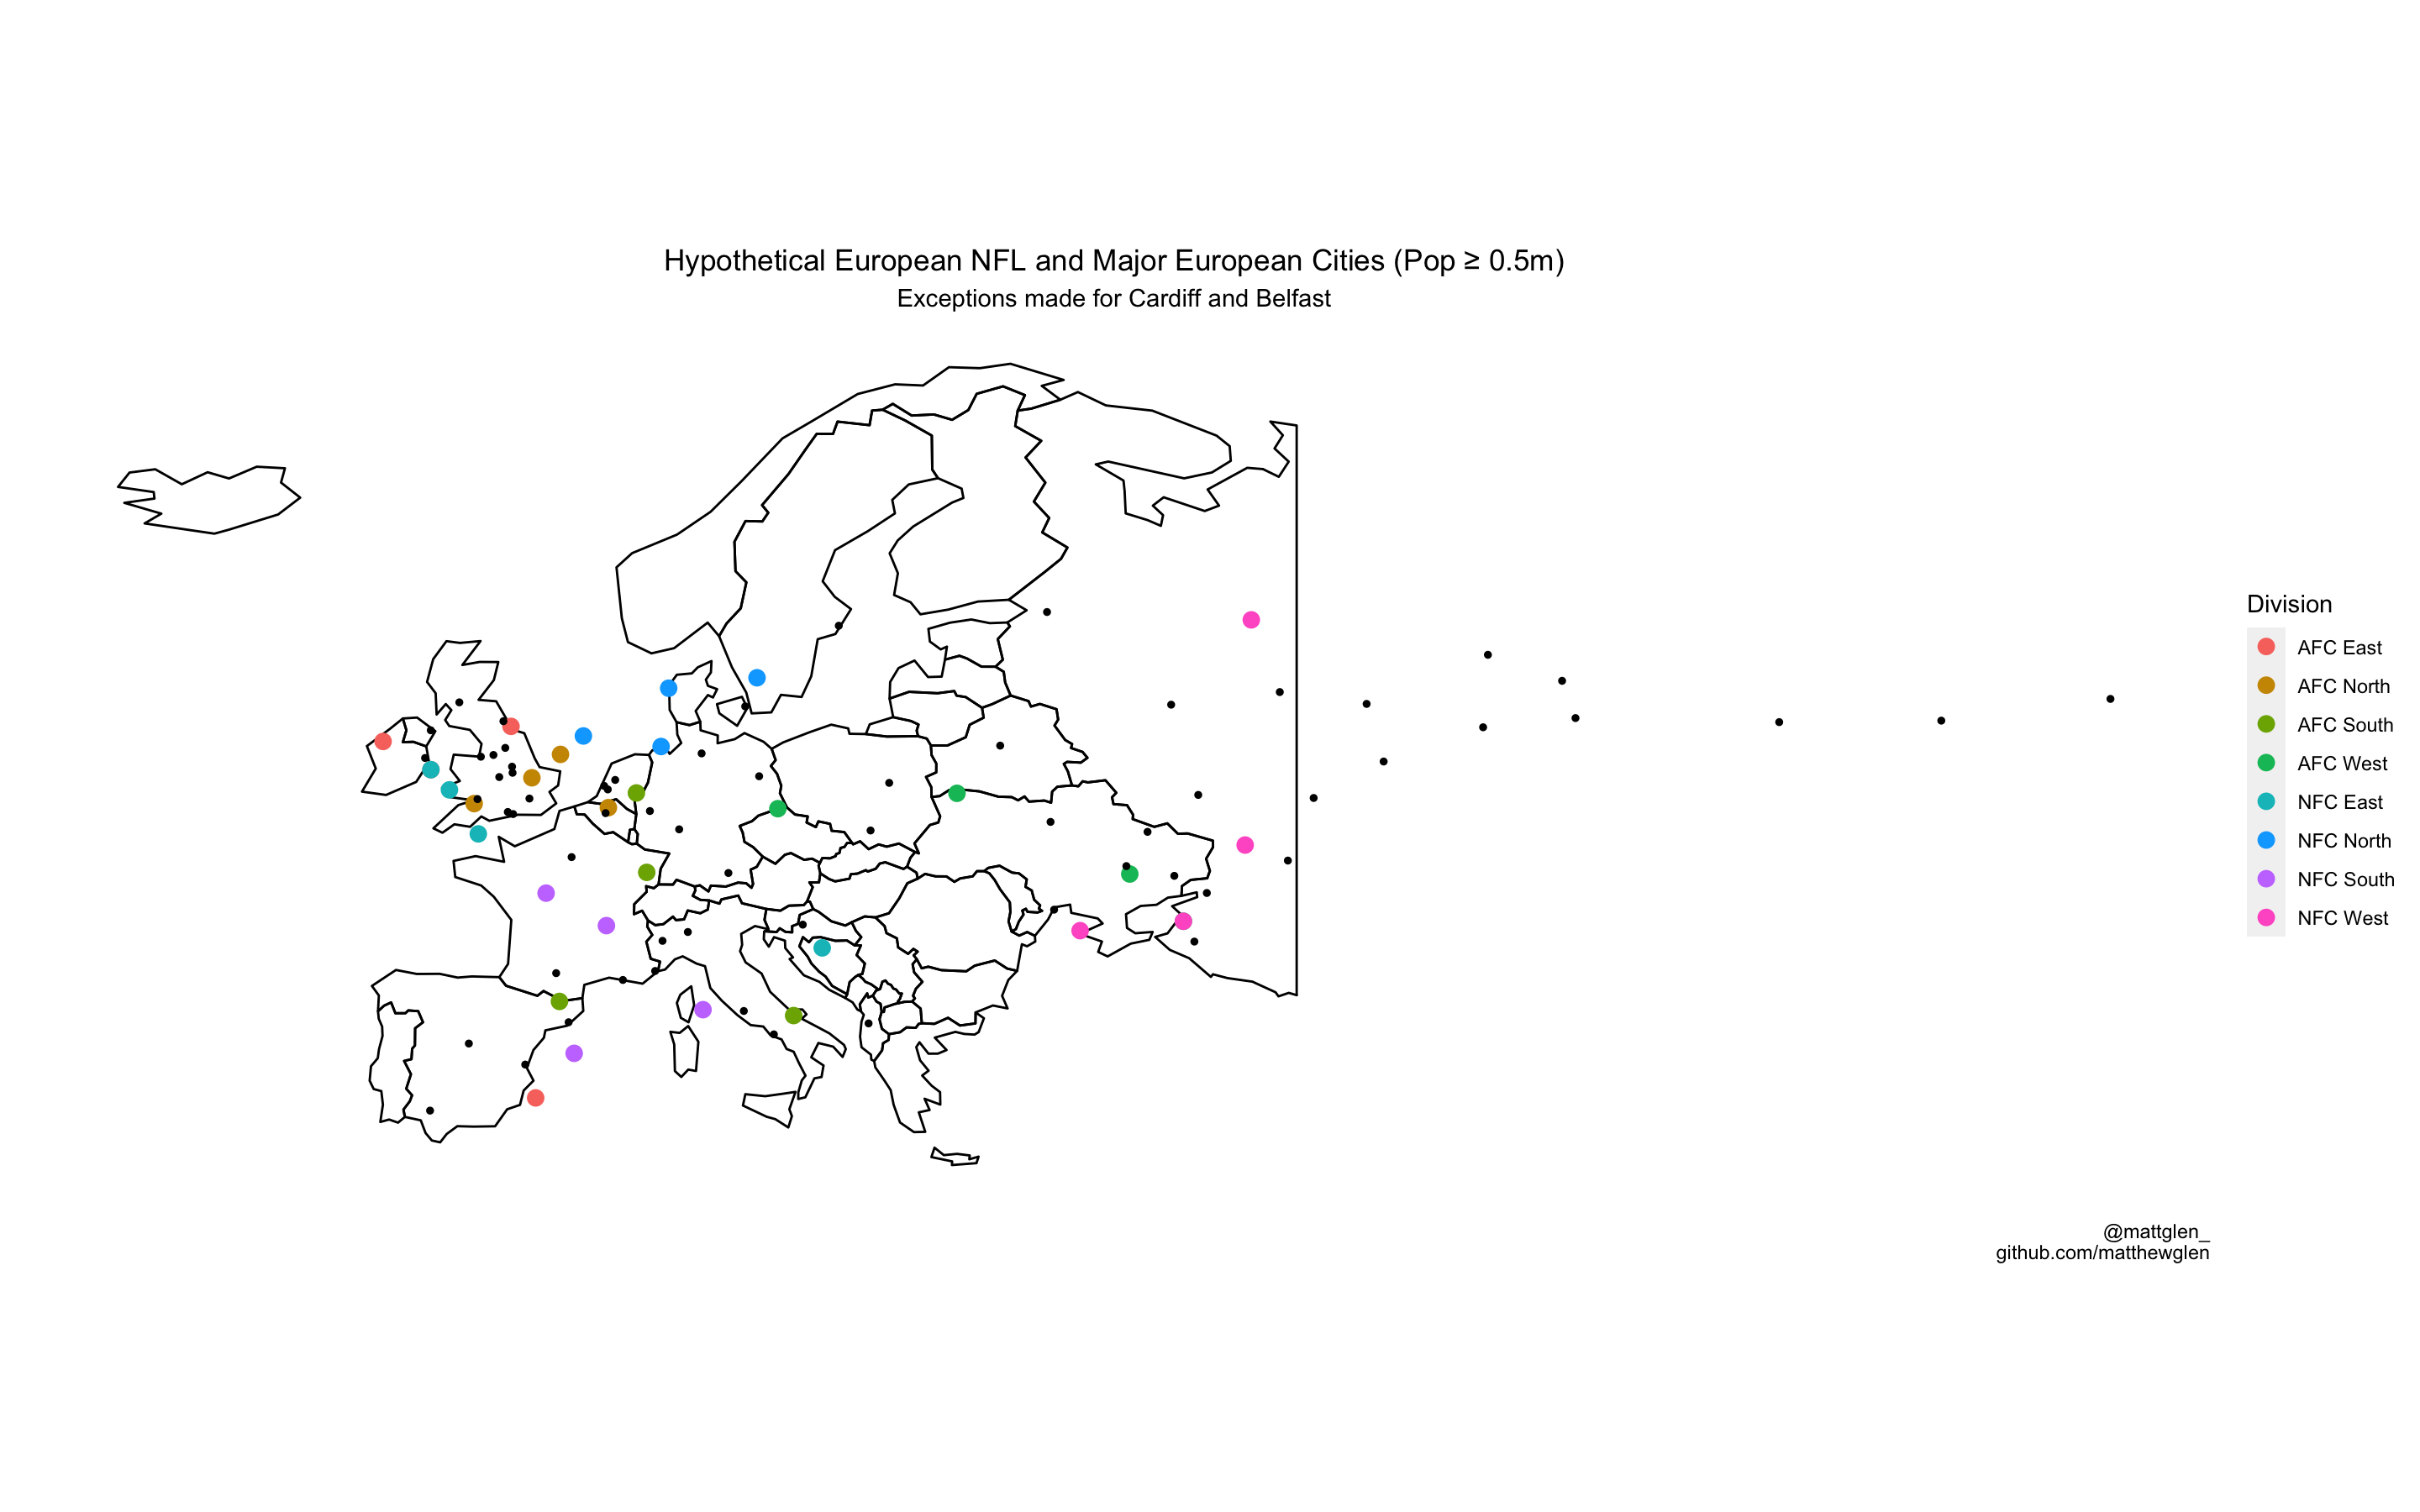 Hypothetical European NFL and Major European Cities (Pop ≥ 0.5m)
Exceptions made for Cardiff and Belfast
Division
AFC East
AFC North
AFC South
AFC West
NFC East
NFC North
NFC South
NFC West
@mattglen_
github.com/matthewglen